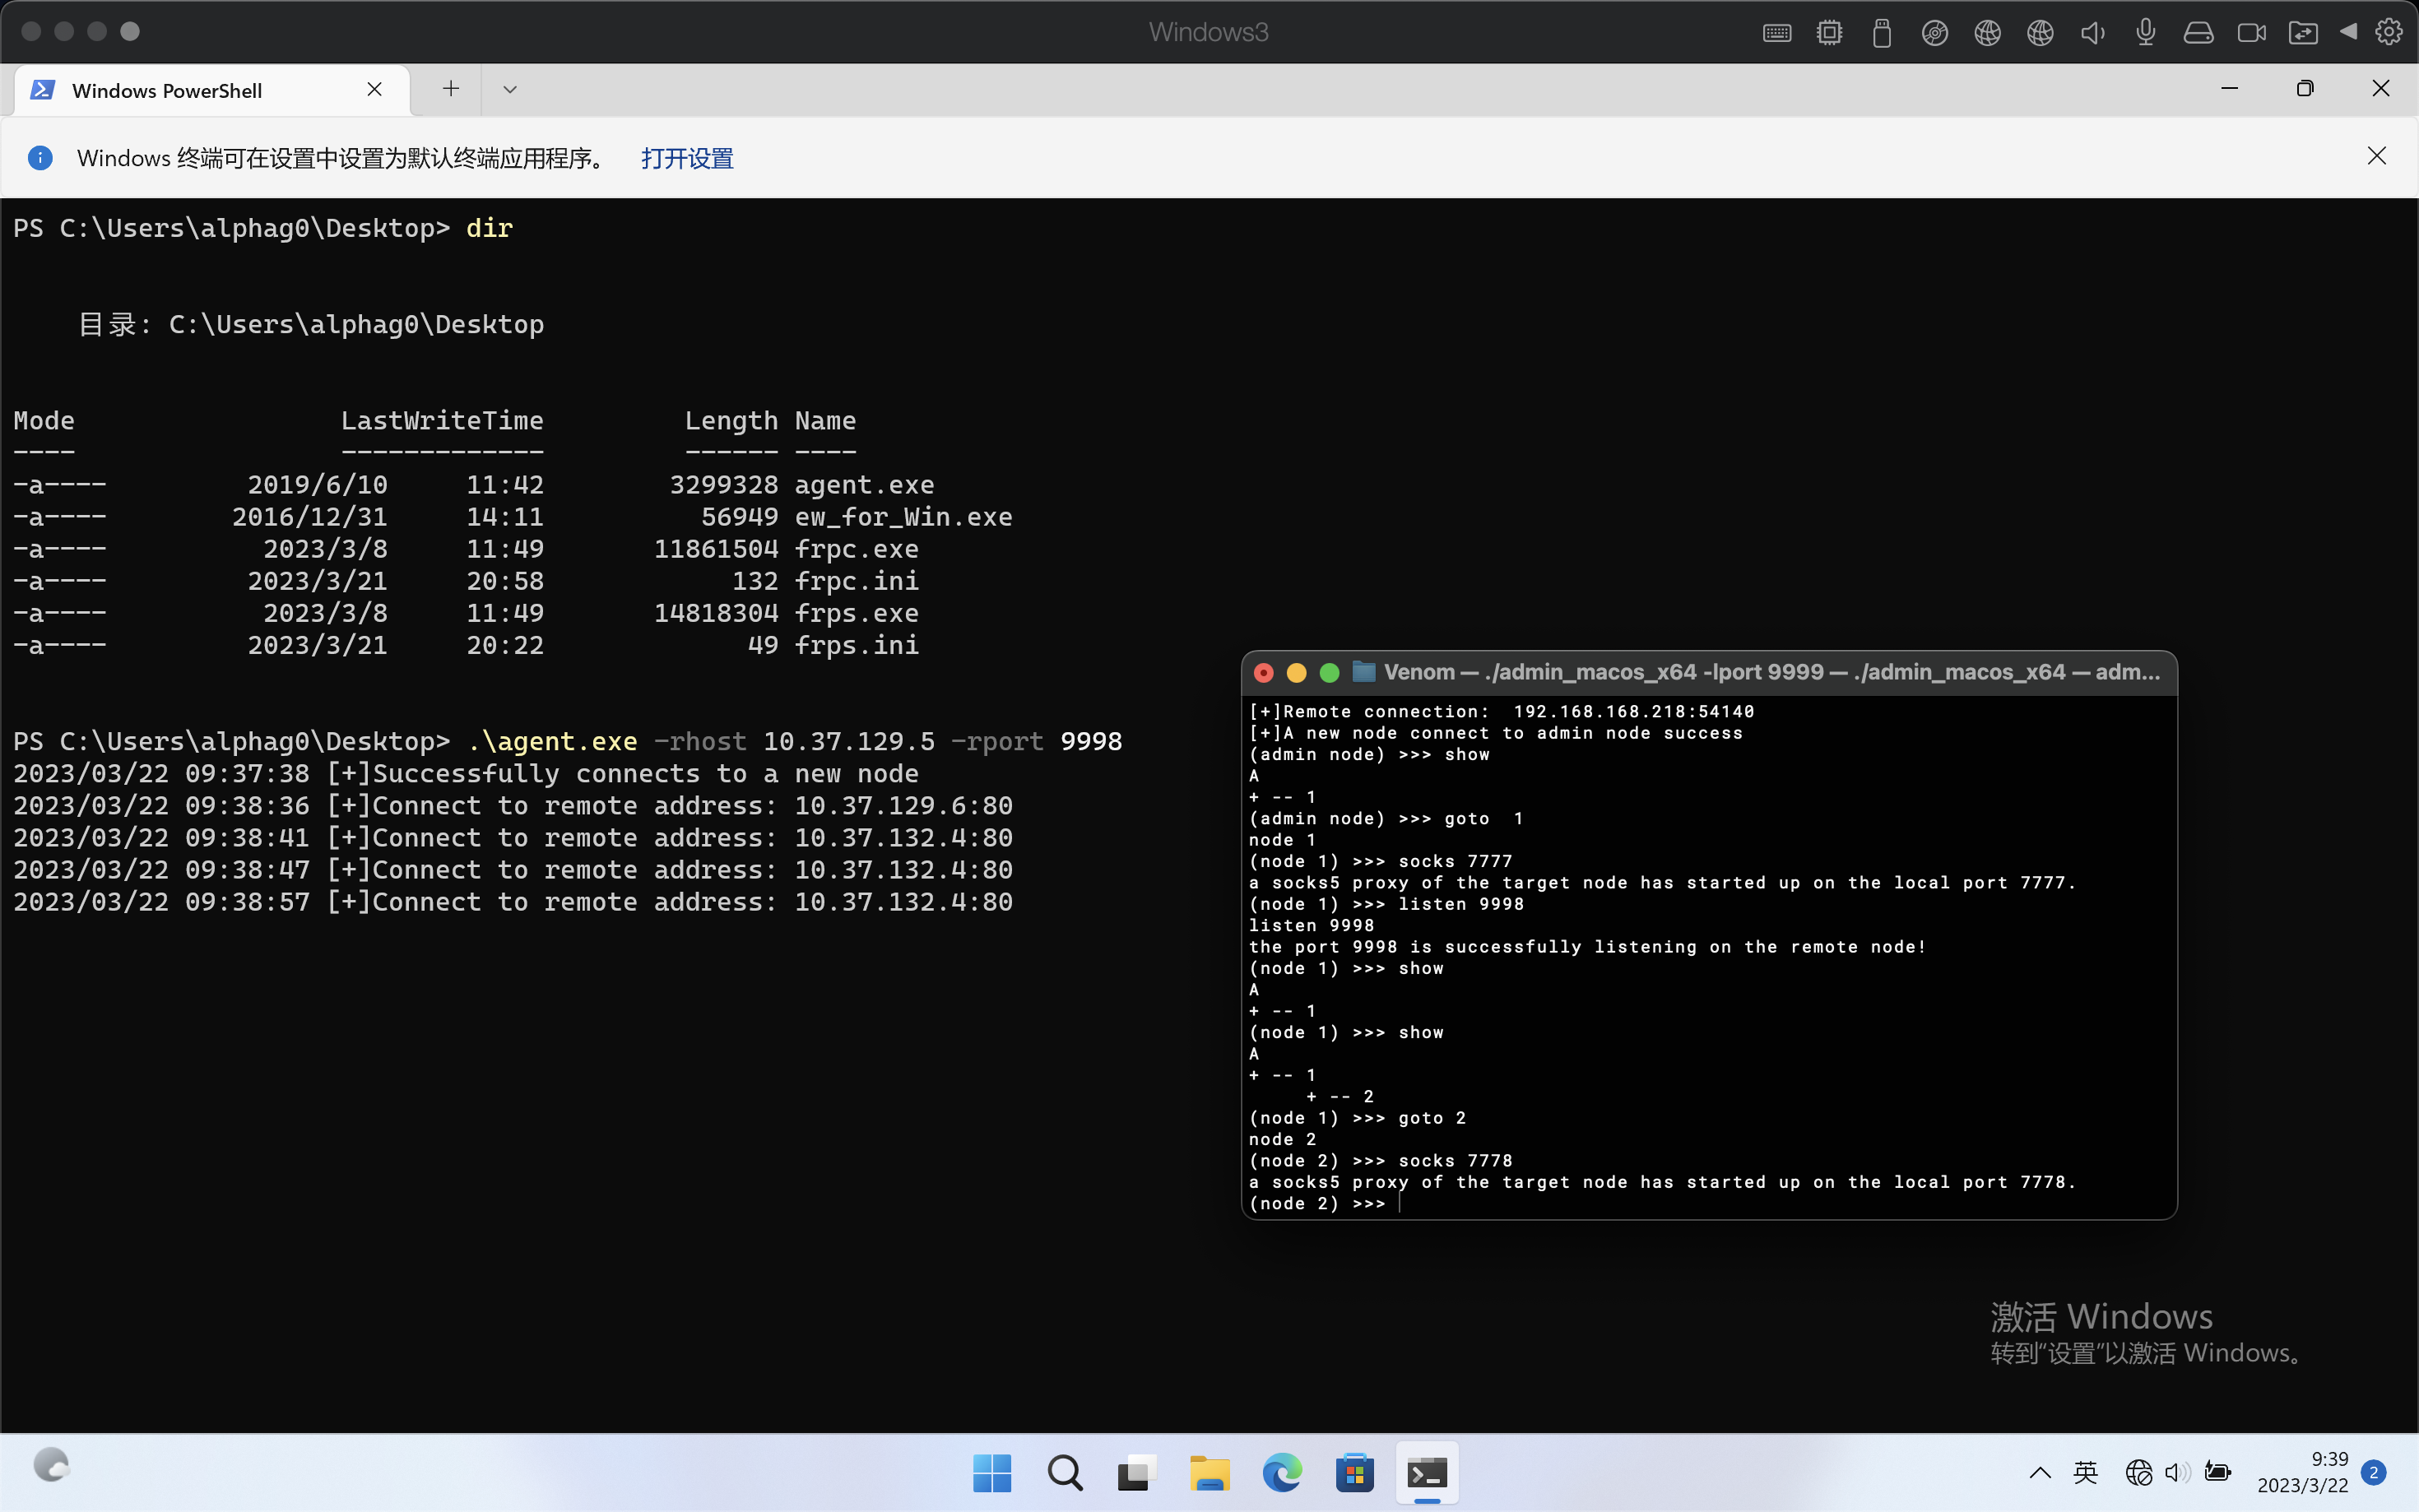 Windows3
Windows PowerShell
Windows 终端可在设置中设置为默认终端应用程序。 打开设置
PS C:\Users\alphag0\Desktop> dir
目录: C:\Users\alphag0\Desktop
Mode LastWriteTime Length Name
---- ------------- ------ ----
-a---- 2019/6/10 11:42 3299328 agent.exe
-a---- 2016/12/31 14:11 56949 ew_for_Win.exe
-a---- 2023/3/8 11:49 11861504 frpc.exe
-a---- 2023/3/21 20:58 132 frpc.ini
-a---- 2023/3/8 11:49 14818304 frps.exe
-a---- 2023/3/21 20:22 49 frps.ini
PS C:\Users\alphag0\Desktop> .\agent.exe -rhost 10.37.129.5 -rport 9998
2023/03/22 09:37:38 [+]Successfully connects to a new node
2023/03/22 09:38:36 [+]Connect to remote address: 10.37.129.6:80
2023/03/22 09:38:41 [+]Connect to remote address: 10.37.132.4:80
2023/03/22 09:38:47 [+]Connect to remote address: 10.37.132.4:80
2023/03/22 09:38:57 [+]Connect to remote address: 10.37.132.4:80
Venom — ./admin_macos_x64 -lport 9999 — ./admin_macos_x64 — adm...
[+]Remote connection:  192.168.168.218:54140
[+]A new node connect to admin node success
(admin node) >>> show
A
+ -- 1
(admin node) >>> goto  1
node 1
(node 1) >>> socks 7777
a socks5 proxy of the target node has started up on the local port 7777.
(node 1) >>> listen 9998
listen 9998
the port 9998 is successfully listening on the remote node!
(node 1) >>> show
A
+ -- 1
(node 1) >>> show
A
+ -- 1
     + -- 2
(node 1) >>> goto 2
node 2
(node 2) >>> socks 7778
a socks5 proxy of the target node has started up on the local port 7778.
(node 2) >>>
激活 Windows
转到“设置”以激活 Windows。
英
9:39
2023/3/22
2